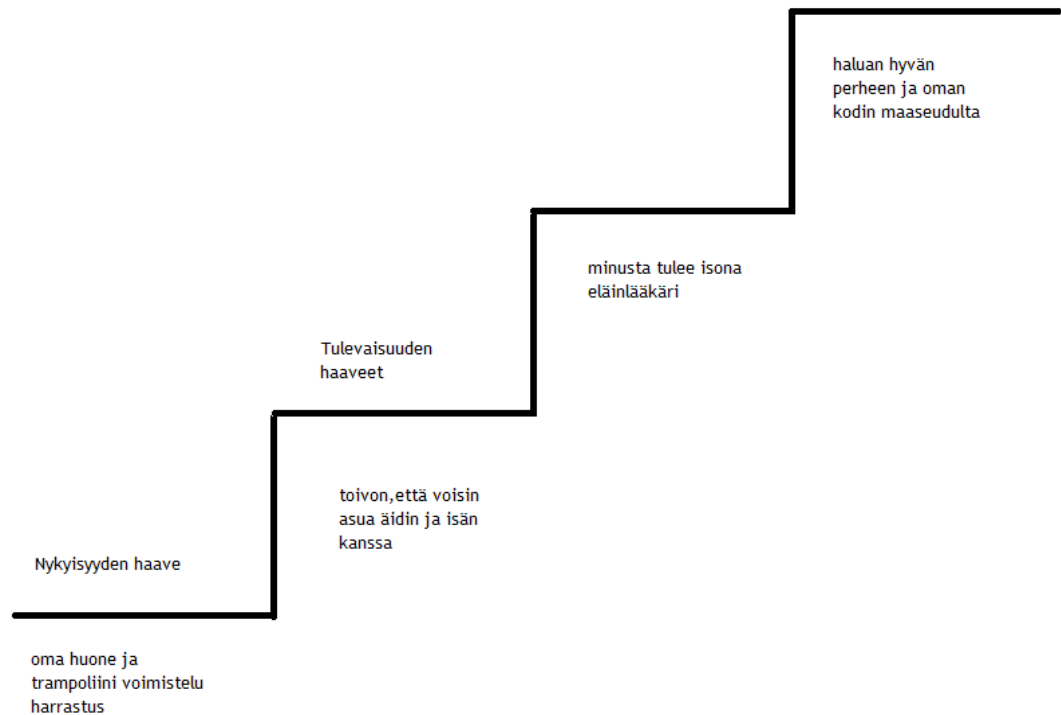 haluan hyvän
perheen ja oman
kodin maaseudulta
minusta tulee isona
eläinlääkäri
Tulevaisuuden
haaveet
toivon,että voisin
asua äidin ja isän
kanssa
Nykyisyyden haave
oma huone ja
trampoliini voimistelu
harrastus